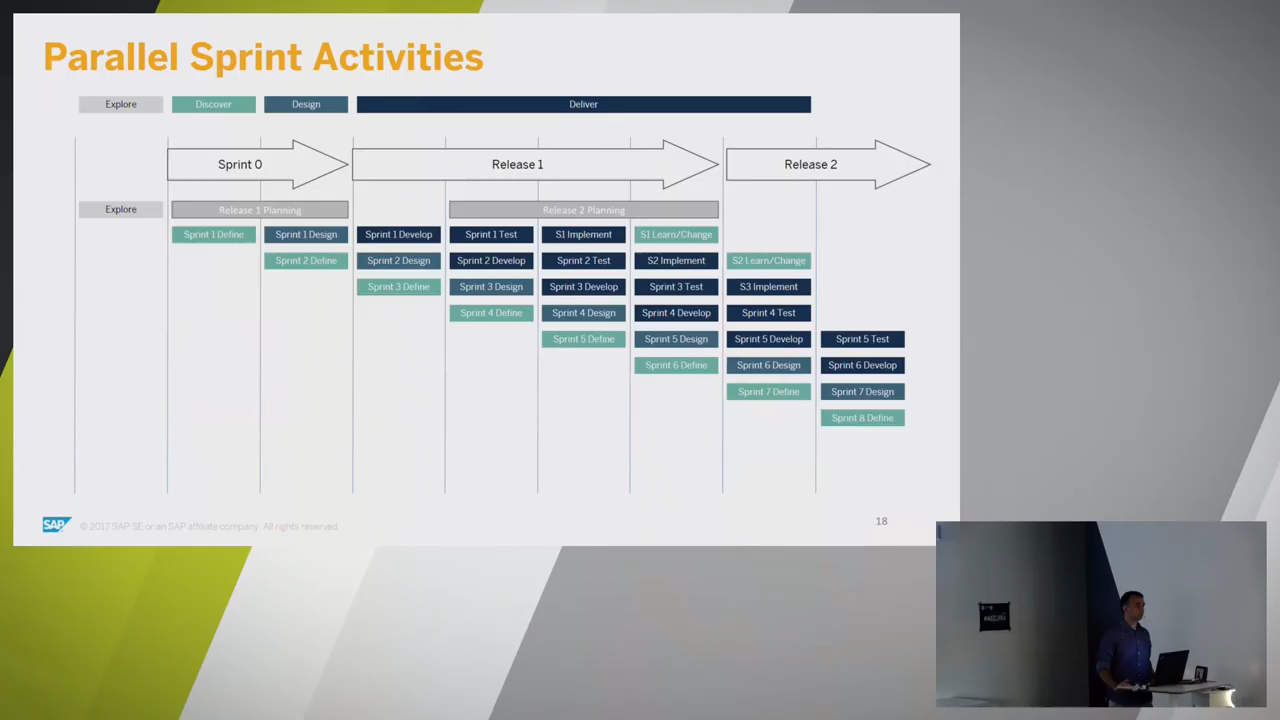 Parallel Sprint Activities
Explore Discover Design Deliver
Sprint 0 Release 1 Release 2
Explore Release 1 Planning Release 2 Planning
Sprint 1 Define Sprint 1 Design Sprint 1 Develop Sprint 1 Test S1 Implement S1 Learn/Change
Sprint 2 Define Sprint 2 Design Sprint 2 Develop Sprint 2 Test S2 Implement S2 Learn/Change
Sprint 3 Define Sprint 3 Design Sprint 3 Develop Sprint 3 Test S3 Implement
Sprint 4 Define Sprint 4 Design Sprint 4 Develop Sprint 4 Test
Sprint 5 Define Sprint 5 Design Sprint 5 Develop Sprint 5 Test
Sprint 6 Define Sprint 6 Design Sprint 6 Develop
Sprint 7 Define Sprint 7 Design
Sprint 8 Define
SAP © 2017 SAP SE or an SAP affiliate company. All rights reserved. 18